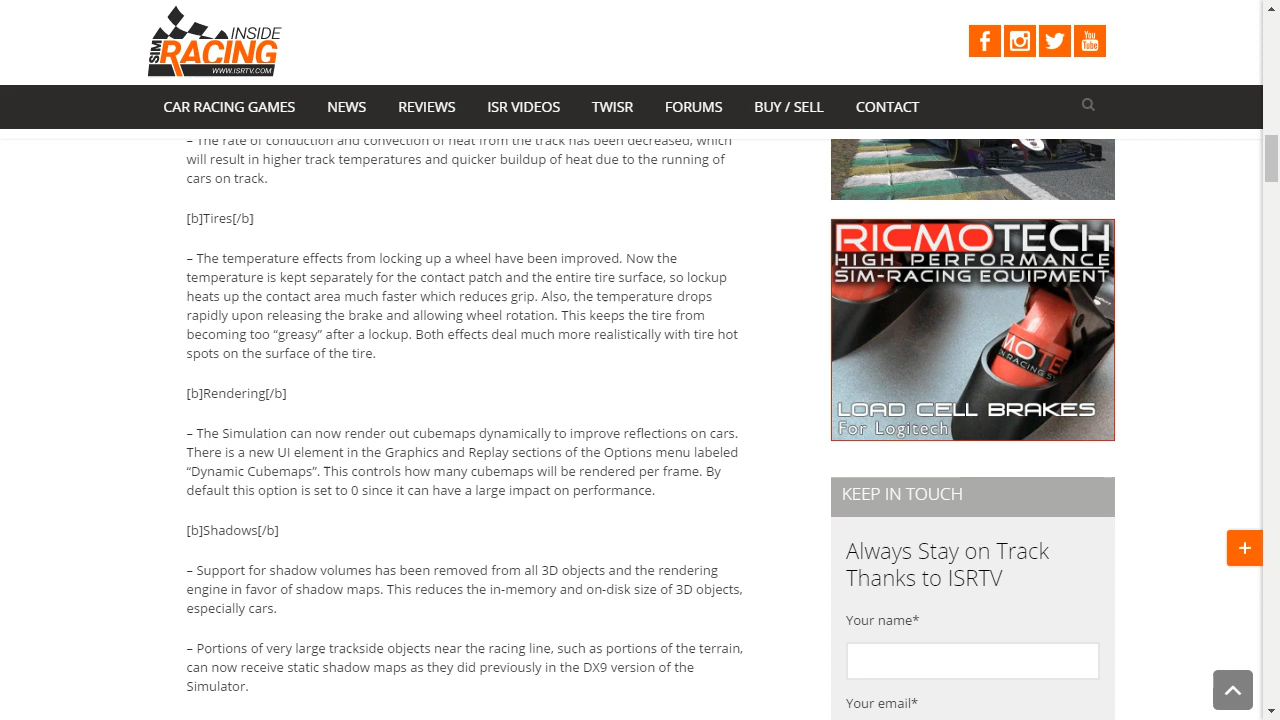 INSIDE
SIM
RACING
WWW.ISRTV.COM
You
Tube
CAR RACING GAMES
NEWS
REVIEWS
ISR VIDEOS
TWISR
FORUMS
BUY / SELL
CONTACT
– The rate of conduction and convection of heat from the track has been decreased, which
will result in higher track temperatures and quicker buildup of heat due to the running of
cars on track.
[b]Tires[/b]
– The temperature effects from locking up a wheel have been improved. Now the
temperature is kept separately for the contact patch and the entire tire surface, so lockup
heats up the contact area much faster which reduces grip. Also, the temperature drops
rapidly upon releasing the brake and allowing wheel rotation. This keeps the tire from
becoming too “greasy” after a lockup. Both effects deal much more realistically with tire hot
spots on the surface of the tire.
[b]Rendering[/b]
– The Simulation can now render out cubemaps dynamically to improve reflections on cars.
There is a new UI element in the Graphics and Replay sections of the Options menu labeled
“Dynamic Cubemaps”. This controls how many cubemaps will be rendered per frame. By
default this option is set to 0 since it can have a large impact on performance.
[b]Shadows[/b]
– Support for shadow volumes has been removed from all 3D objects and the rendering
engine in favor of shadow maps. This reduces the in-memory and on-disk size of 3D objects,
especially cars.
– Portions of very large trackside objects near the racing line, such as portions of the terrain,
can now receive static shadow maps as they did previously in the DX9 version of the
Simulator.
RICMOTECH
HIGH PERFORMANCE
SIM-RACING EQUIPMENT
LOAD CELL BRAKES
For Logitech
KEEP IN TOUCH
Always Stay on Track
Thanks to ISRTV
Your name*
Your email*
+